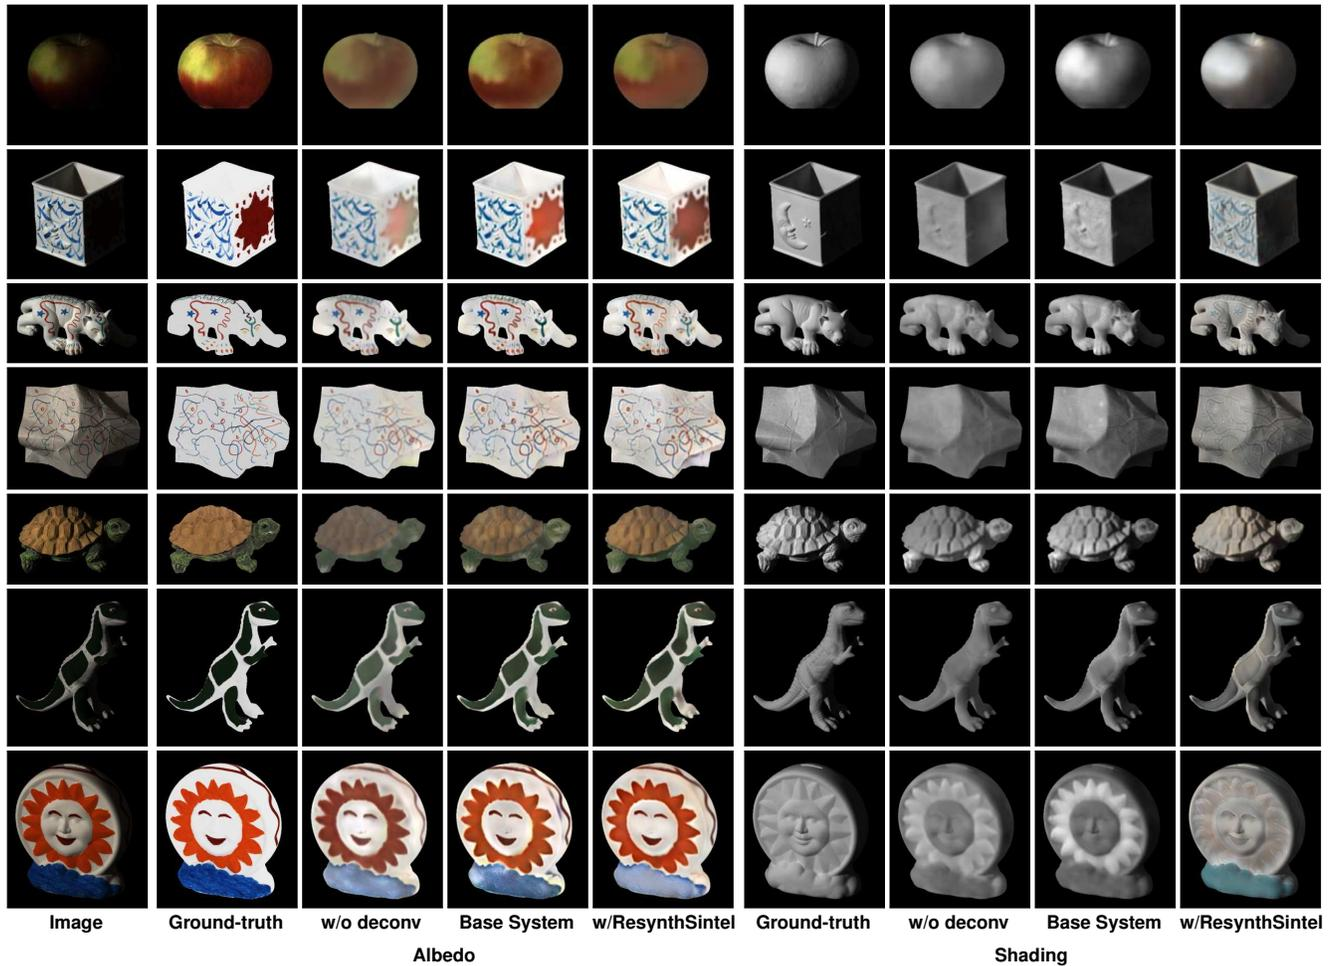 Image Ground-truth w/o deconv Base System w/ResynthSintel Ground-truth w/o deconv Base System w/ResynthSintel
Albedo Shading